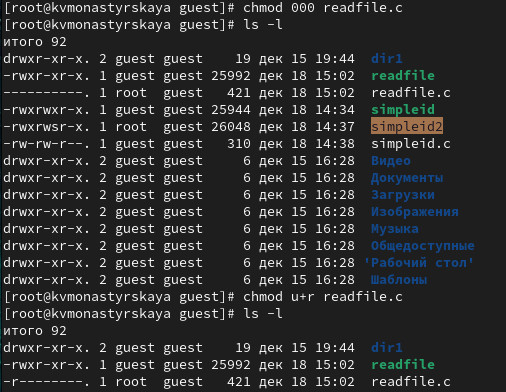 [root@kvmonastyrskaya guest]# chmod 000 readfile.c
[root@kvmonastyrskaya guest]# ls -l
итого 92
drwxr-xr-x. 2 guest guest    19 дек 15 19:44  dir1
-rwxr-xr-x. 1 guest guest 25992 дек 18 15:02  readfile
----------. 1 root  guest   421 дек 18 15:02  readfile.c
-rwxrwxr-x. 1 guest guest 25944 дек 18 14:34  simpleid
-rwxrwsr-x. 1 root  guest 26048 дек 18 14:37  simpleid2
-rw-rw-r--. 1 guest guest   310 дек 18 14:38  simpleid.c
drwxr-xr-x. 2 guest guest     6 дек 15 16:28  Видео
drwxr-xr-x. 2 guest guest     6 дек 15 16:28  Документы
drwxr-xr-x. 2 guest guest     6 дек 15 16:28  Загрузки
drwxr-xr-x. 2 guest guest     6 дек 15 16:28  Изображения
drwxr-xr-x. 2 guest guest     6 дек 15 16:28  Музыка
drwxr-xr-x. 2 guest guest     6 дек 15 16:28  Общедоступные
drwxr-xr-x. 2 guest guest     6 дек 15 16:28 'Рабочий стол'
drwxr-xr-x. 2 guest guest     6 дек 15 16:28  Шаблоны
[root@kvmonastyrskaya guest]# chmod u+r readfile.c
[root@kvmonastyrskaya guest]# ls -l
итого 92
drwxr-xr-x. 2 guest guest    19 дек 15 19:44  dir1
-rwxr-xr-x. 1 guest guest 25992 дек 18 15:02  readfile
-r--------. 1 root  guest   421 дек 18 15:02  readfile.c